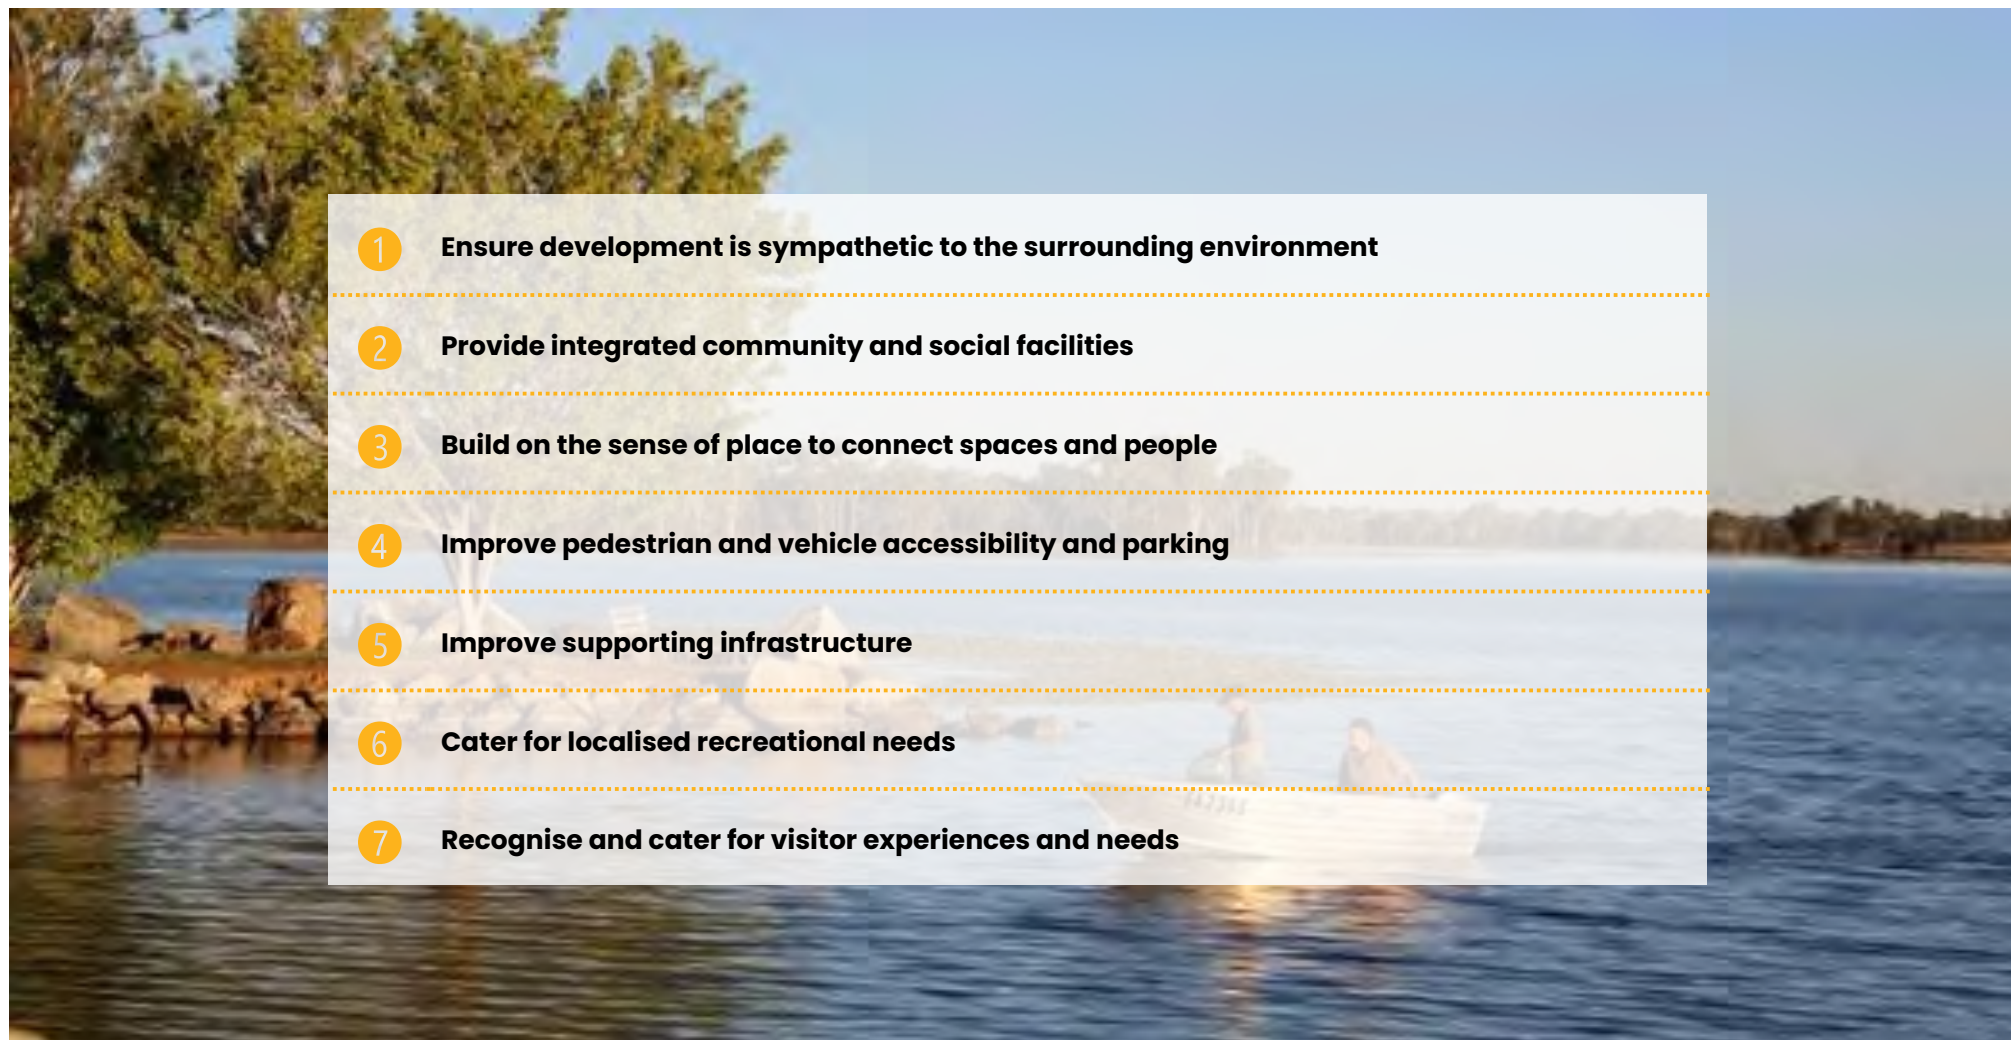 1 Ensure development is sympathetic to the surrounding environment
2 Provide integrated community and social facilities
3 Build on the sense of place to connect spaces and people
4 Improve pedestrian and vehicle accessibility and parking
5 Improve supporting infrastructure
6 Cater for localised recreational needs
7 Recognise and cater for visitor experiences and needs